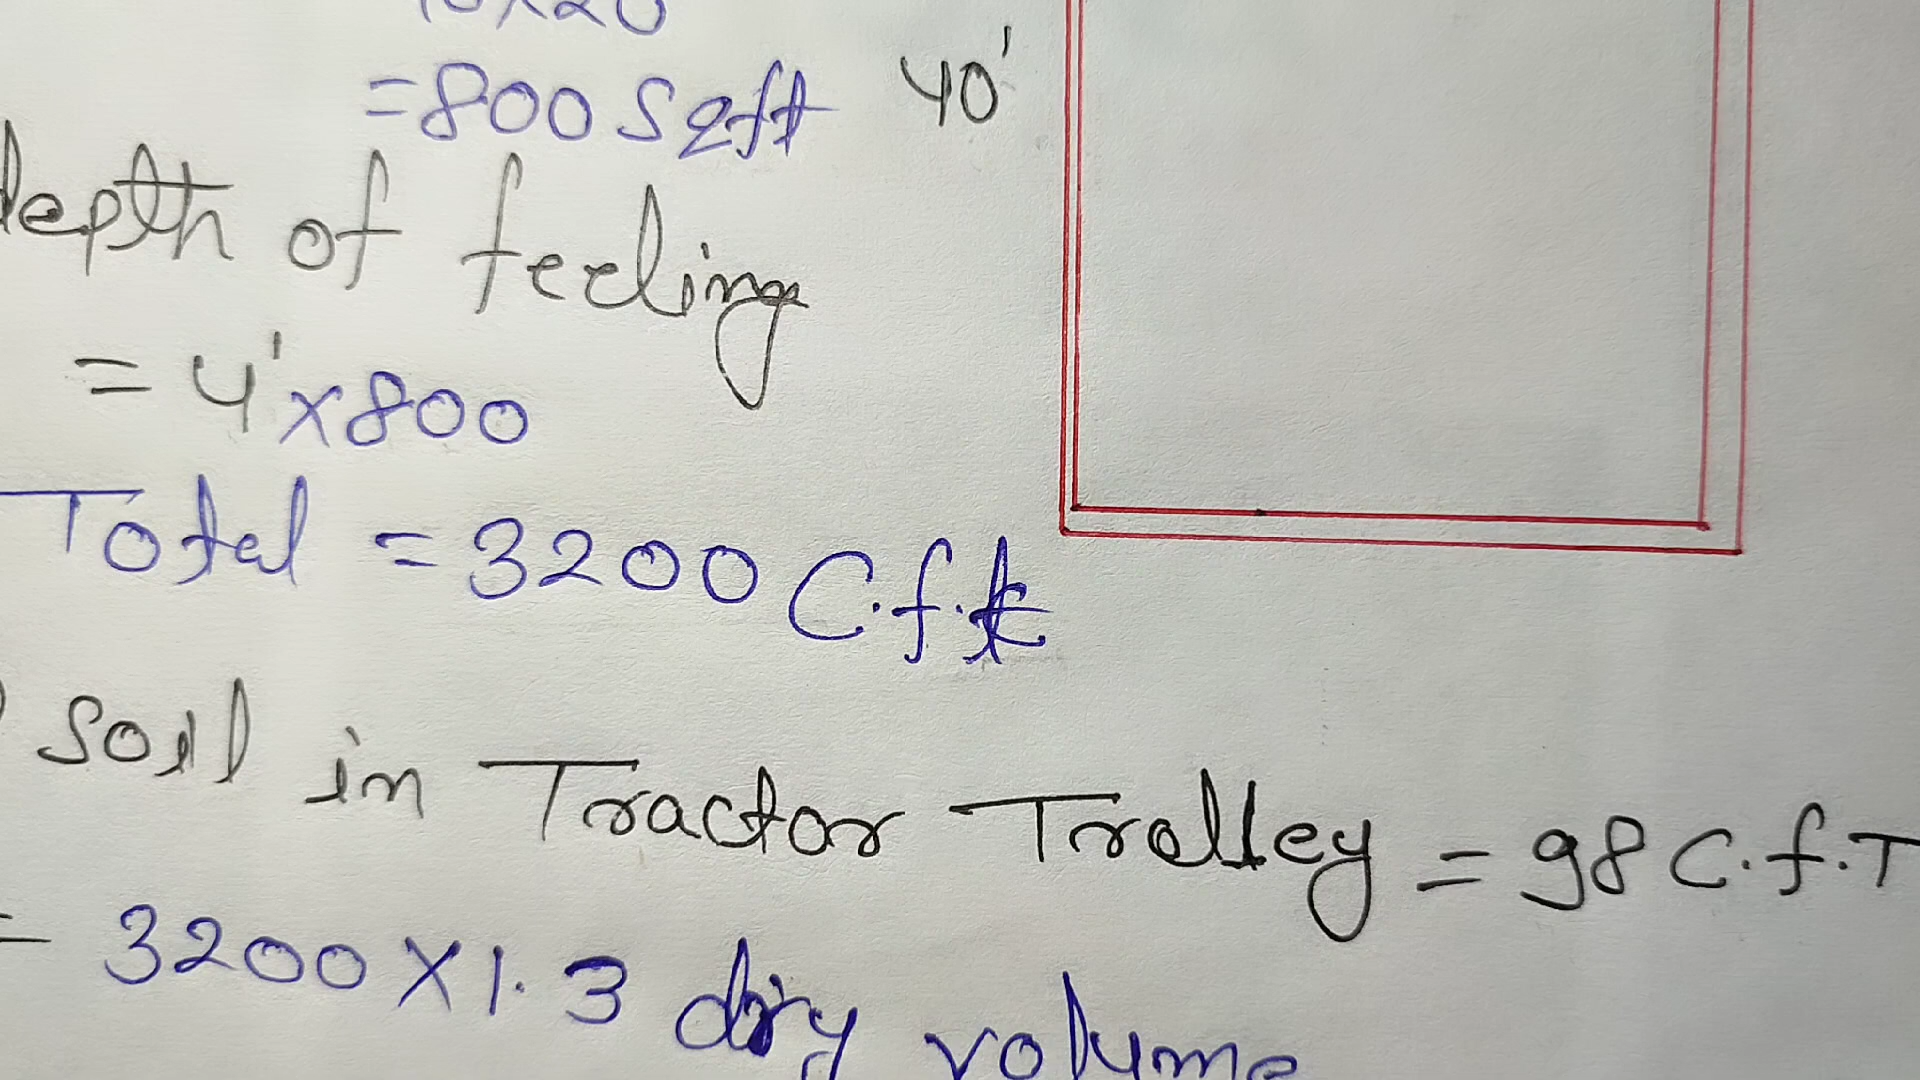 = 800 Sqft
40'
depth of feeling
= 4' x 800
Total = 3200 C.f.t
soil in Tractor Trolley = 98 C.f.T
= 3200 X 1.3 dry volume